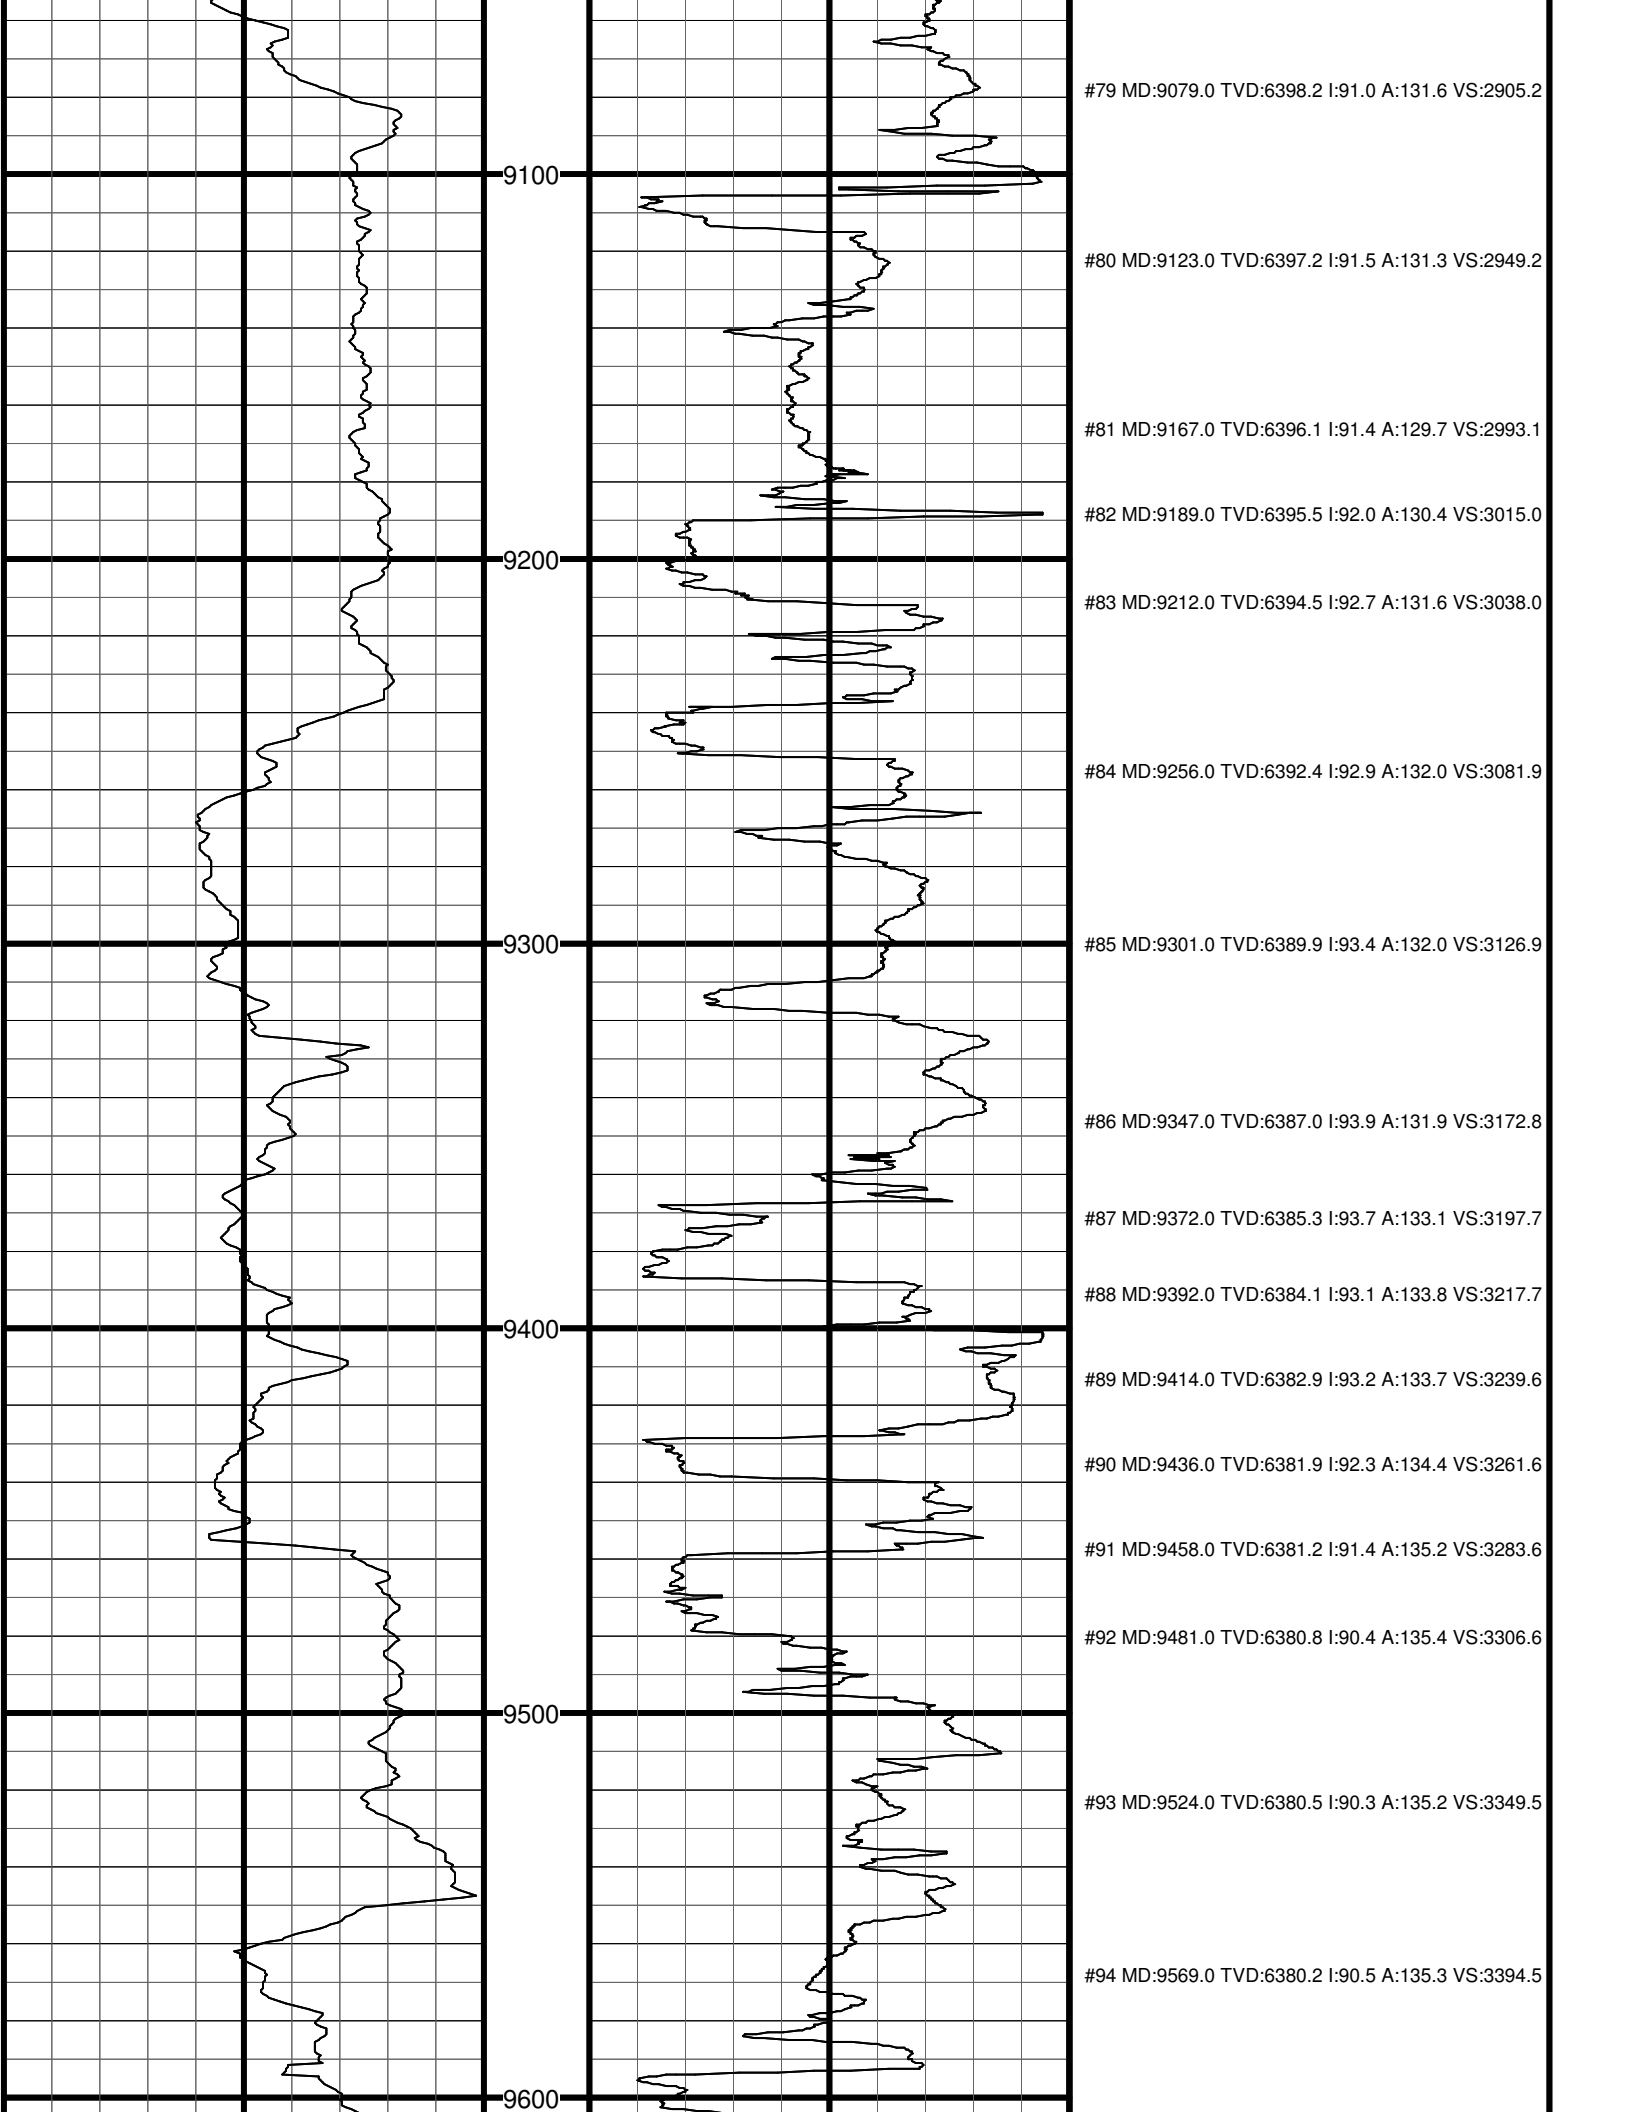 #79 MD:9079.0 TVD:6398.2 I:91.0 A:131.6 VS:2905.2
9100
#80 MD:9123.0 TVD:6397.2 I:91.5 A:131.3 VS:2949.2
#81 MD:9167.0 TVD:6396.1 I:91.4 A:129.7 VS:2993.1
#82 MD:9189.0 TVD:6395.5 I:92.0 A:130.4 VS:3015.0
9200
#83 MD:9212.0 TVD:6394.5 I:92.7 A:131.6 VS:3038.0
#84 MD:9256.0 TVD:6392.4 I:92.9 A:132.0 VS:3081.9
9300
#85 MD:9301.0 TVD:6389.9 I:93.4 A:132.0 VS:3126.9
#86 MD:9347.0 TVD:6387.0 I:93.9 A:131.9 VS:3172.8
#87 MD:9372.0 TVD:6385.3 I:93.7 A:133.1 VS:3197.7
#88 MD:9392.0 TVD:6384.1 I:93.1 A:133.8 VS:3217.7
9400
#89 MD:9414.0 TVD:6382.9 I:93.2 A:133.7 VS:3239.6
#90 MD:9436.0 TVD:6381.9 I:92.3 A:134.4 VS:3261.6
#91 MD:9458.0 TVD:6381.2 I:91.4 A:135.2 VS:3283.6
#92 MD:9481.0 TVD:6380.8 I:90.4 A:135.4 VS:3306.6
9500
#93 MD:9524.0 TVD:6380.5 I:90.3 A:135.2 VS:3349.5
#94 MD:9569.0 TVD:6380.2 I:90.5 A:135.3 VS:3394.5
9600